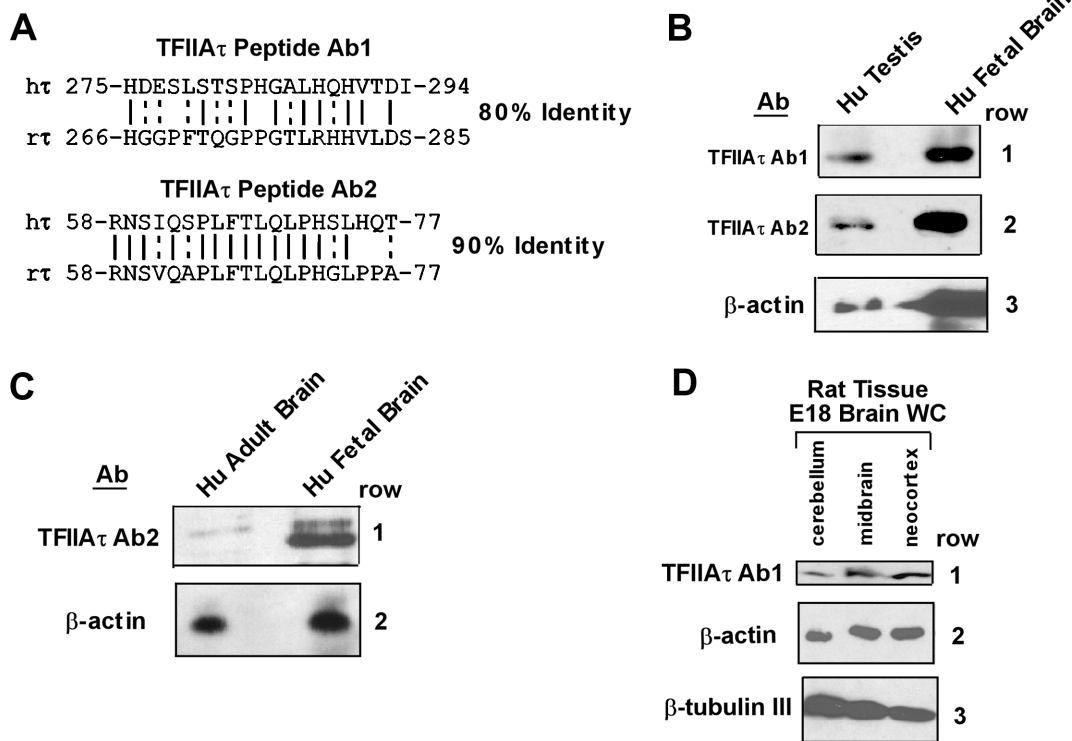 A
TFIIAτ Peptide Ab1
hτ 275-HDESLSTSPHGALHQHVTDI-294
80% Identity
rτ 266-HGGPFTQGPPGTLRHHVLDS-285
TFIIAτ Peptide Ab2
hτ 58-RNSIQSPLFTLQLPHSLHQT-77
90% Identity
rτ 58-RNSVQAPLFTLQLPHGLPPA-77
B
Ab
Hu Testis
Hu Fetal Brain
row
TFIIAτ Ab1
1
TFIIAτ Ab2
2
β-actin
3
C
Ab
Hu Adult Brain
Hu Fetal Brain
row
TFIIAτ Ab2
1
β-actin
2
D
Rat Tissue
E18 Brain WC
cerebellum
midbrain
neocortex
row
TFIIAτ Ab1
1
β-actin
2
β-tubulin III
3